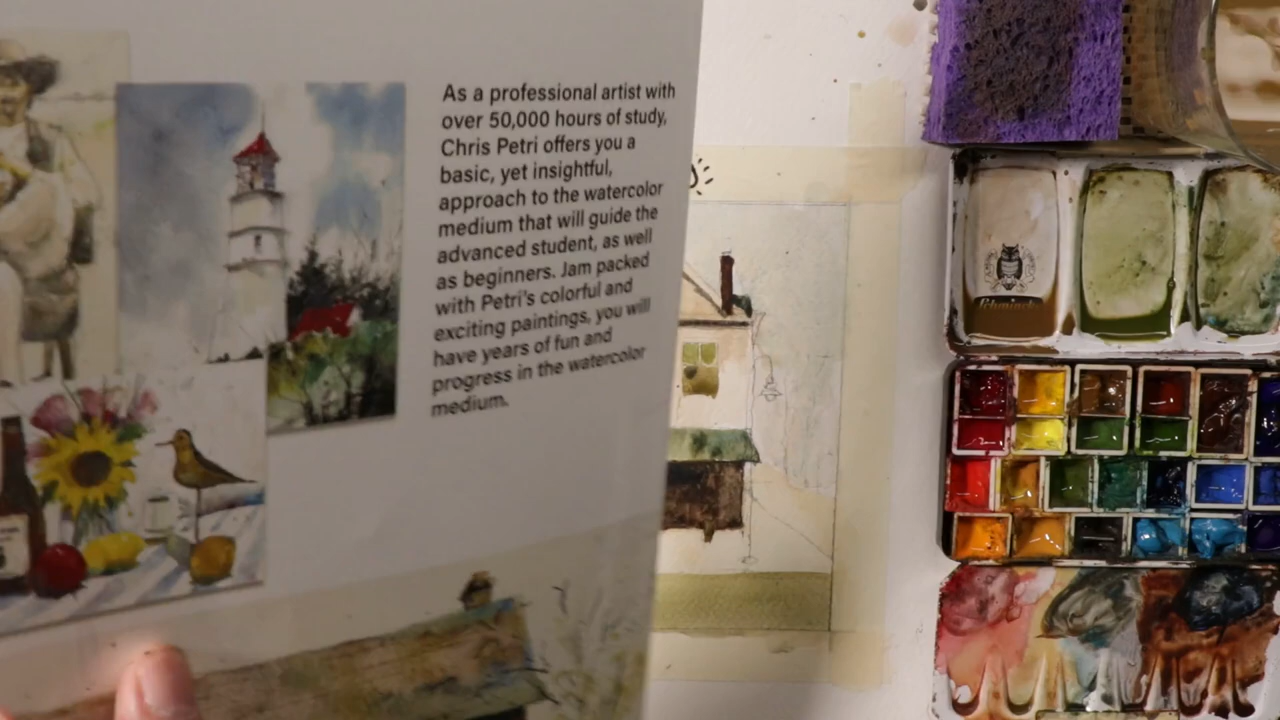 As a professional artist with
over 50,000 hours of study,
Chris Petri offers you a
basic, yet insightful,
approach to the watercolor
medium that will guide the
advanced student, as well
as beginners. Jam packed
with Petri's colorful and
exciting paintings, you will
have years of fun and
progress in the watercolor
medium.
Schmincke